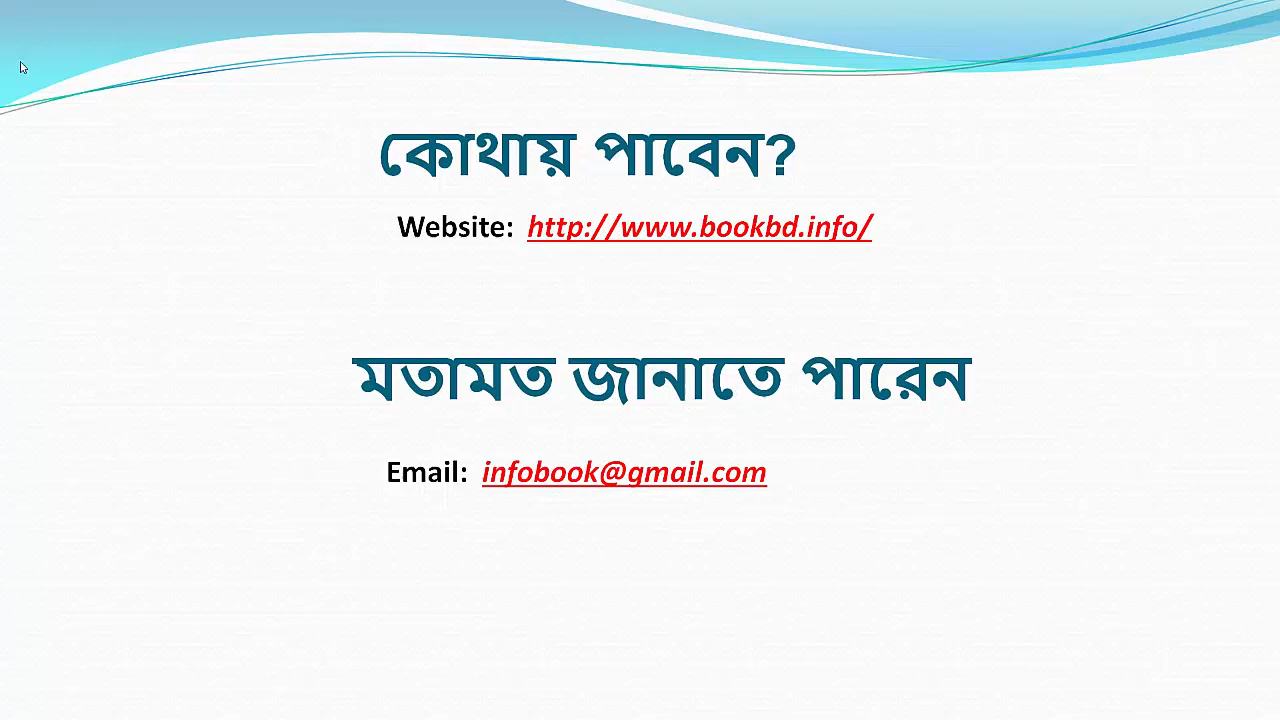 কোথায় পাবেন?
Website: http://www.bookbd.info/
মতামত জানাতে পারেন
Email: infobook@gmail.com